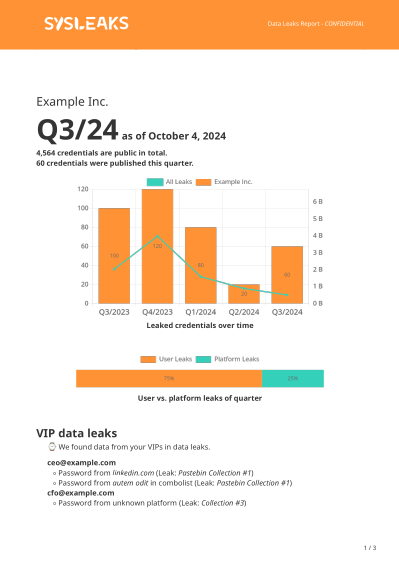 SYSLEAKS
Data Leaks Report - CONFIDENTIAL
Example Inc.
Q3/24 as of October 4, 2024
4,564 credentials are public in total.
60 credentials were published this quarter.
All Leaks Example Inc.
120
100
80
60
40
20
0
6 B
5 B
4 B
3 B
2 B
1 B
0 B
100
120
80
20
60
Q3/2023 Q4/2023 Q1/2024 Q2/2024 Q3/2024
Leaked credentials over time
User Leaks Platform Leaks
75% 25%
User vs. platform leaks of quarter
VIP data leaks
⌚ We found data from your VIPs in data leaks.
ceo@example.com
○ Password from linkedin.com (Leak: Pastebin Collection #1)
○ Password from autem odit in combolist (Leak: Pastebin Collection #1)
cfo@example.com
○ Password from unknown platform (Leak: Collection #3)
1 / 3